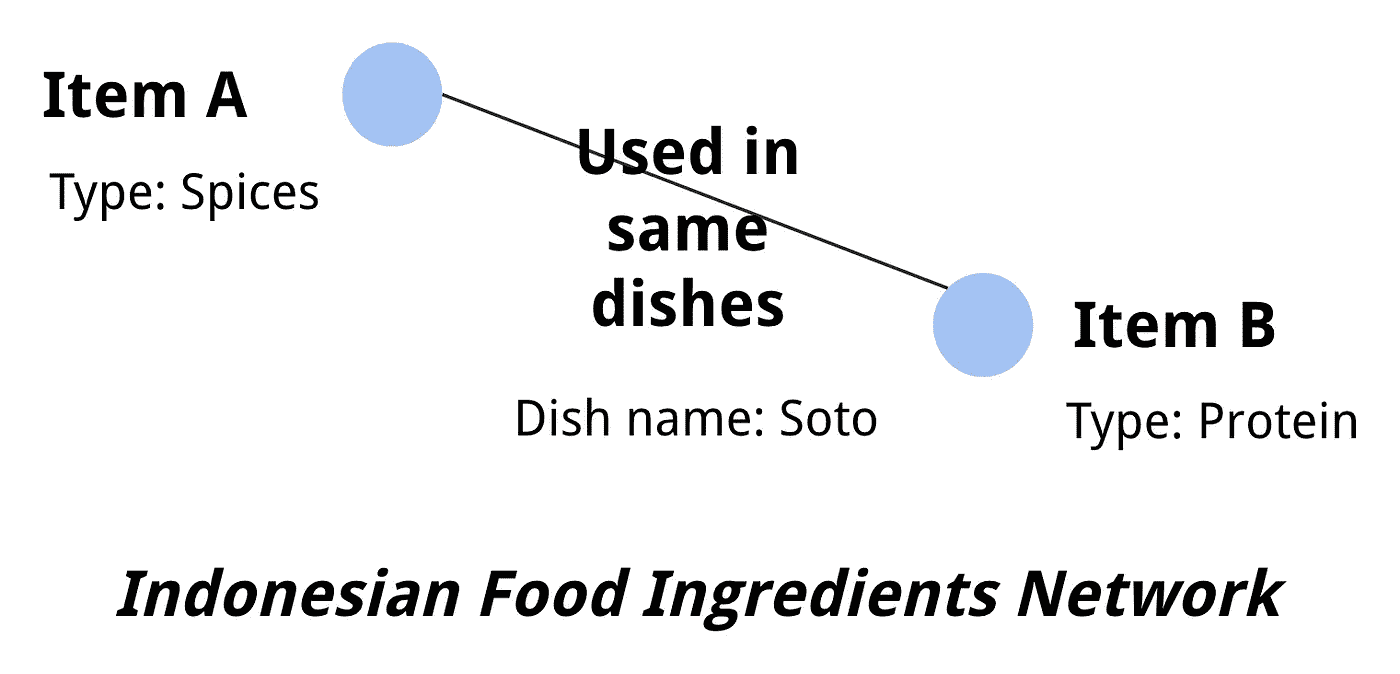 Item A
Type: Spices
Used in
same
dishes
Item B
Type: Protein
Dish name: Soto
Indonesian Food Ingredients Network